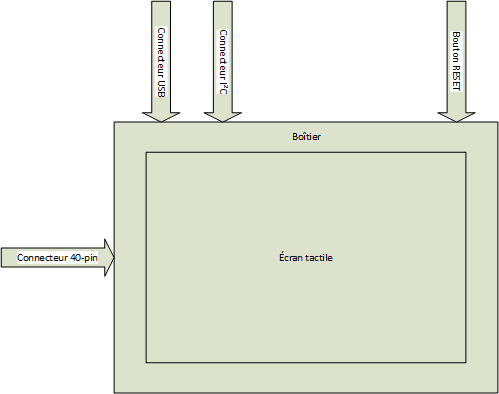 Connecteur USB
Connecteur I²C
Bouton RESET
Boîtier
Connecteur 40-pin
Écran tactile